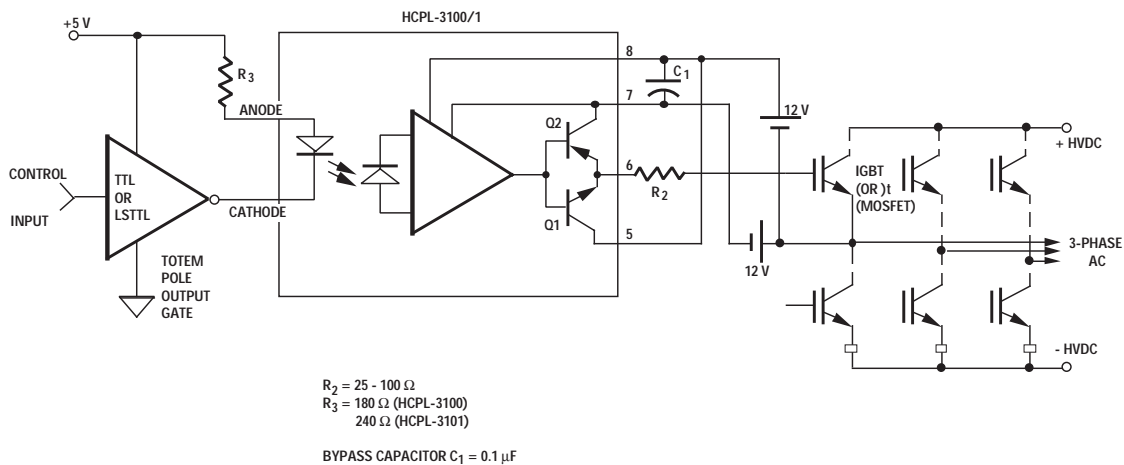 HCPL-3100/1
+5 V
R3
ANODE
CONTROL
INPUT
TTL
OR
LSTTL
CATHODE
TOTEM
POLE
OUTPUT
GATE
8
C1
7
Q2
6
R2
Q1
5
12 V
12 V
IGBT
(OR )t
(MOSFET)
+ HVDC
3-PHASE
AC
- HVDC
R2 = 25 - 100 Ω
R3 = 180 Ω (HCPL-3100)
240 Ω (HCPL-3101)
BYPASS CAPACITOR C1 = 0.1 µF